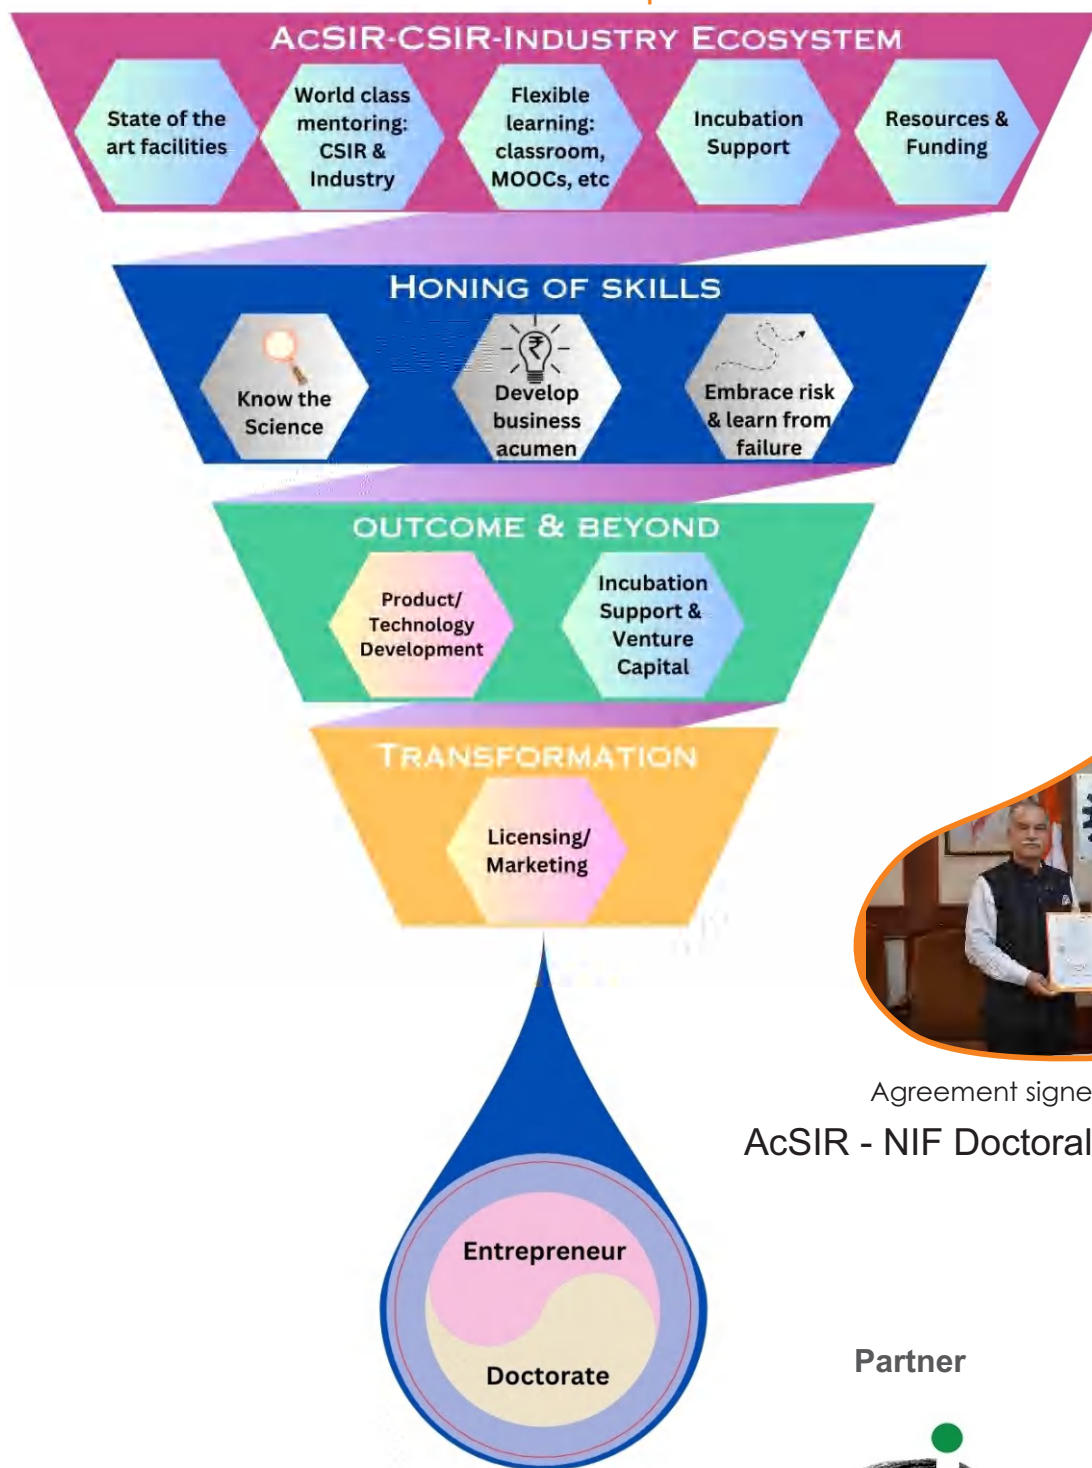 AcSIR-CSIR-Industry Ecosystem
State of the
art facilities
World class
mentoring:
CSIR &
Industry
Flexible
learning:
classroom,
MOOCs, etc
Incubation
Support
Resources &
Funding
Honing of skills
Know the
Science
₹
Develop
business
acumen
Embrace risk
& learn from
failure
outcome & beyond
Product/
Technology
Development
Incubation
Support &
Venture
Capital
Transformation
Licensing/
Marketing
Agreement signe
AcSIR - NIF Doctoral
Entrepreneur
Doctorate
Partner